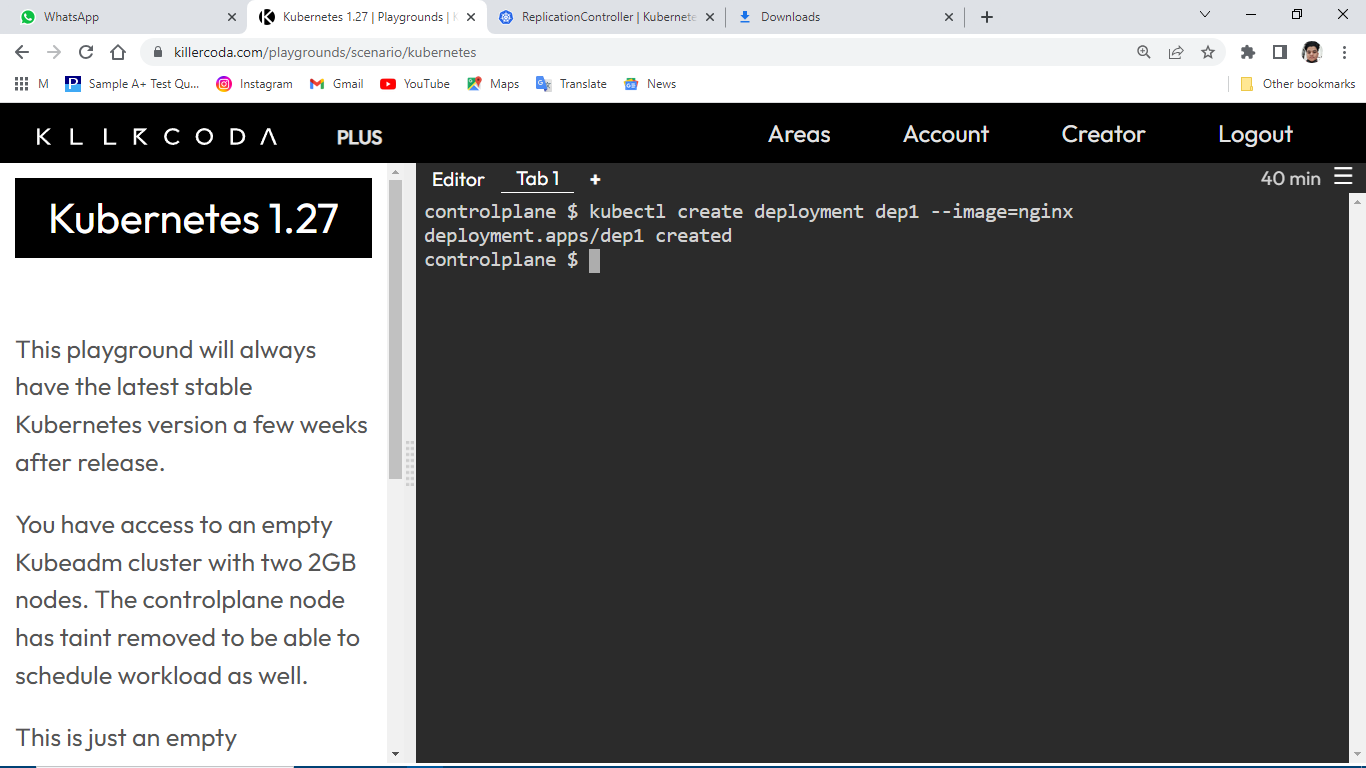 WhatsApp
Kubernetes 1.27 | Playgrounds |
ReplicationController | Kubernete
Downloads
killercoda.com/playgrounds/scenario/kubernetes
M
Sample A+ Test Qu...
Instagram
Gmail
YouTube
Maps
Translate
News
Other bookmarks
KILLERCODA
PLUS
Areas
Account
Creator
Logout
Kubernetes 1.27
This playground will always
have the latest stable
Kubernetes version a few weeks
after release.
You have access to an empty
Kubeadm cluster with two 2GB
nodes. The controlplane node
has taint removed to be able to
schedule workload as well.
This is just an empty
Editor
Tab 1
+
40 min
controlplane $ kubectl create deployment dep1 --image=nginx
deployment.apps/dep1 created
controlplane $